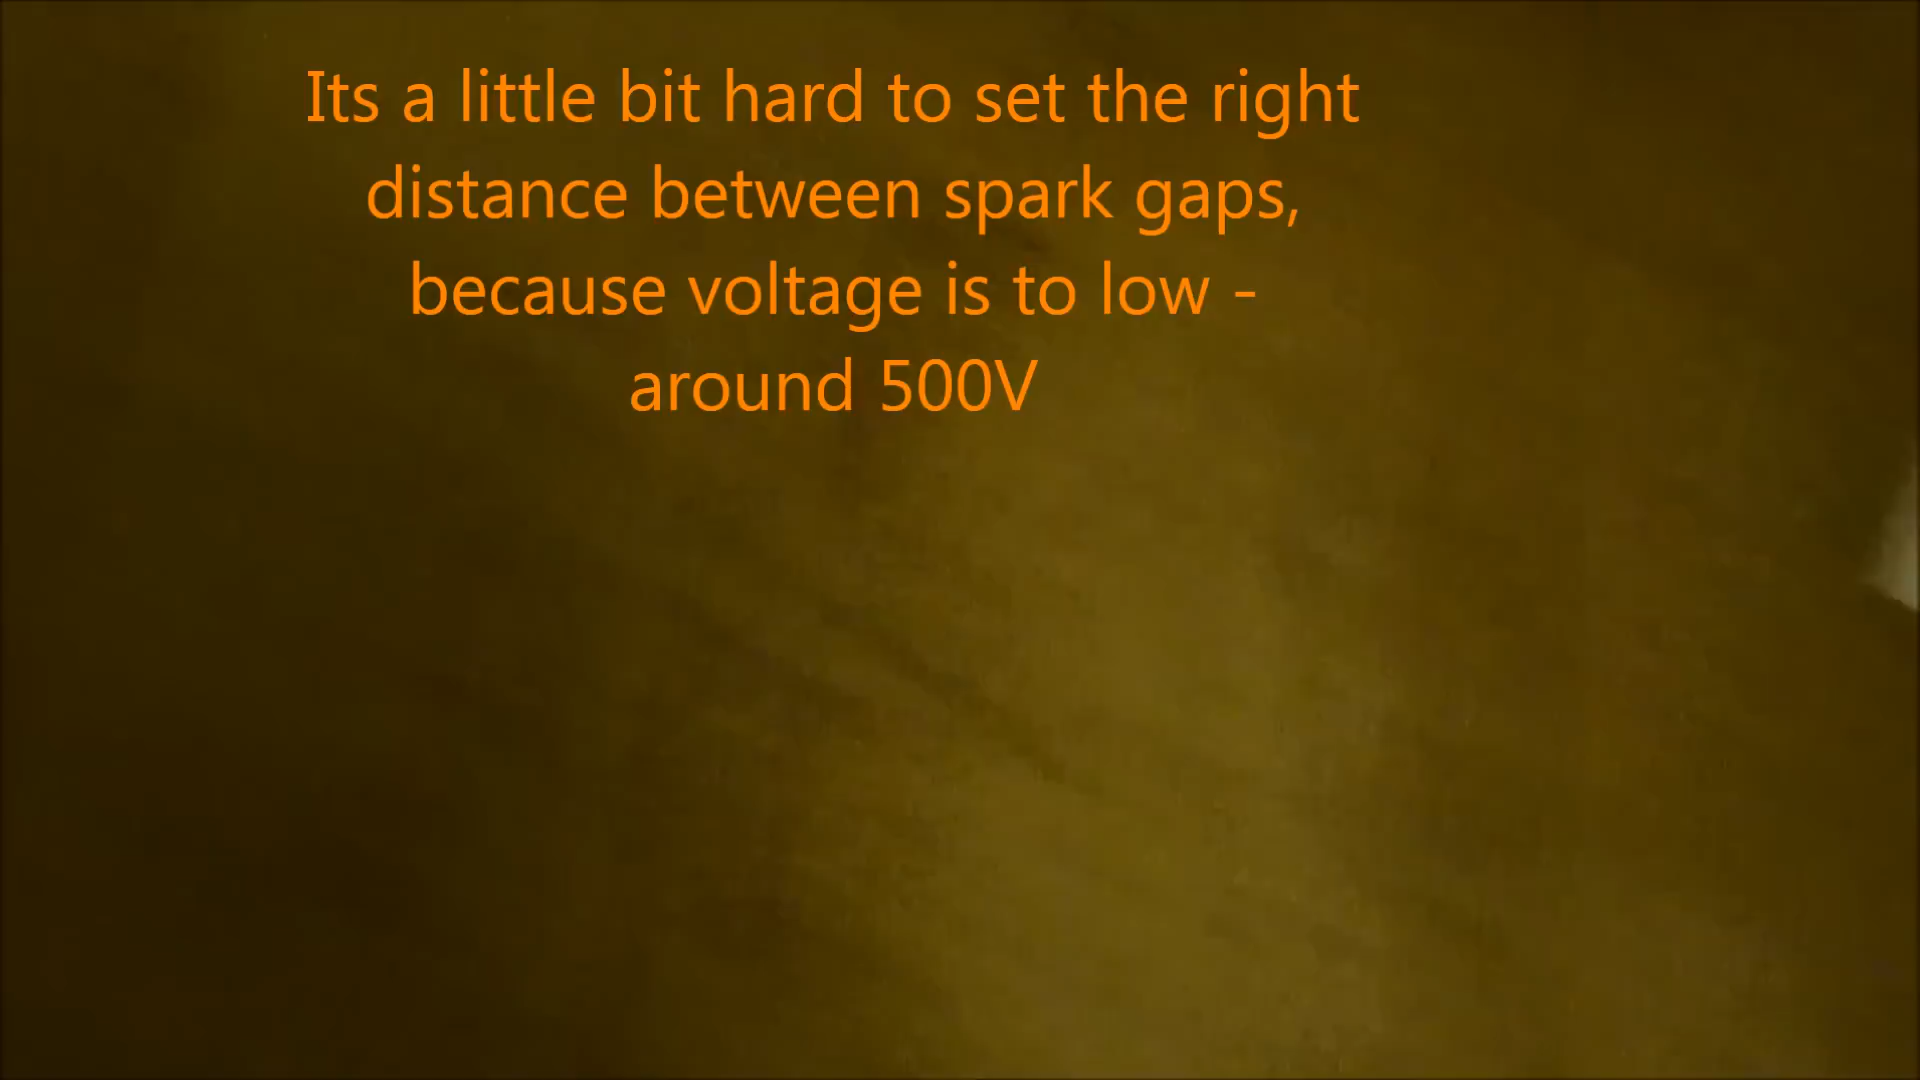 Its a little bit hard to set the right
distance between spark gaps,
because voltage is to low -
around 500V